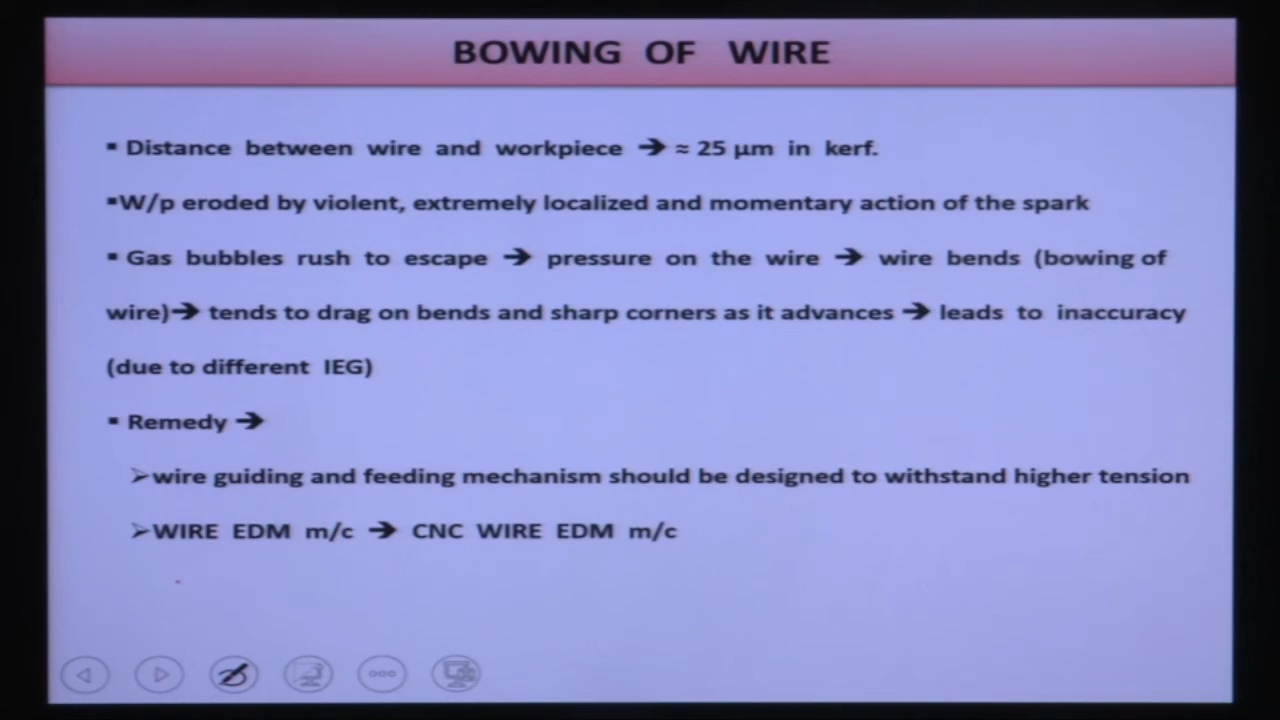 BOWING OF WIRE
▪ Distance between wire and workpiece → ≈ 25 µm in kerf.
▪W/p eroded by violent, extremely localized and momentary action of the spark
▪ Gas bubbles rush to escape → pressure on the wire → wire bends (bowing of
wire)→ tends to drag on bends and sharp corners as it advances → leads to inaccuracy
(due to different IEG)
▪ Remedy →
➢wire guiding and feeding mechanism should be designed to withstand higher tension
➢WIRE EDM m/c → CNC WIRE EDM m/c